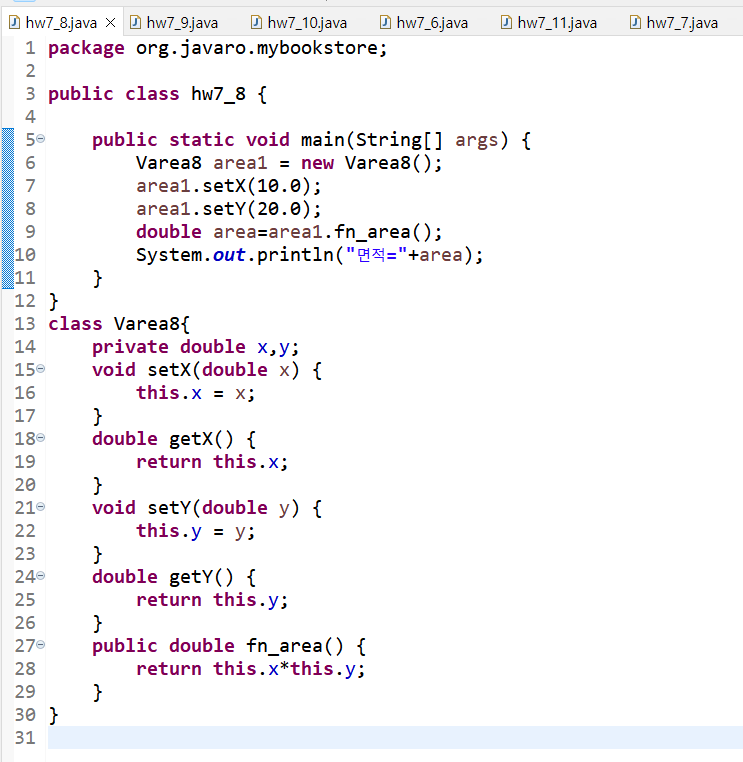 hw7_8.java hw7_9.java hw7_10.java hw7_6.java hw7_11.java hw7_7.java
1 package org.javaro.mybookstore;
2
3 public class hw7_8 {
4
5     public static void main(String[] args) {
6         Varea8 area1 = new Varea8();
7         area1.setX(10.0);
8         area1.setY(20.0);
9         double area=area1.fn_area();
10         System.out.println("면적="+area);
11     }
12 }
13 class Varea8{
14     private double x,y;
15     void setX(double x) {
16         this.x = x;
17     }
18     double getX() {
19         return this.x;
20     }
21     void setY(double y) {
22         this.y = y;
23     }
24     double getY() {
25         return this.y;
26     }
27     public double fn_area() {
28         return this.x*this.y;
29     }
30 }
31